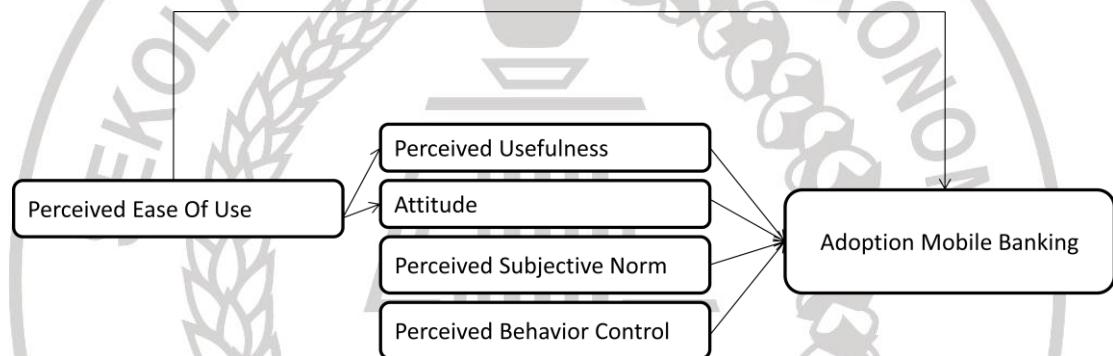 Perceived Usefulness
Perceived Ease Of Use
Attitude
Adoption Mobile Banking
Perceived Subjective Norm
Perceived Behavior Control